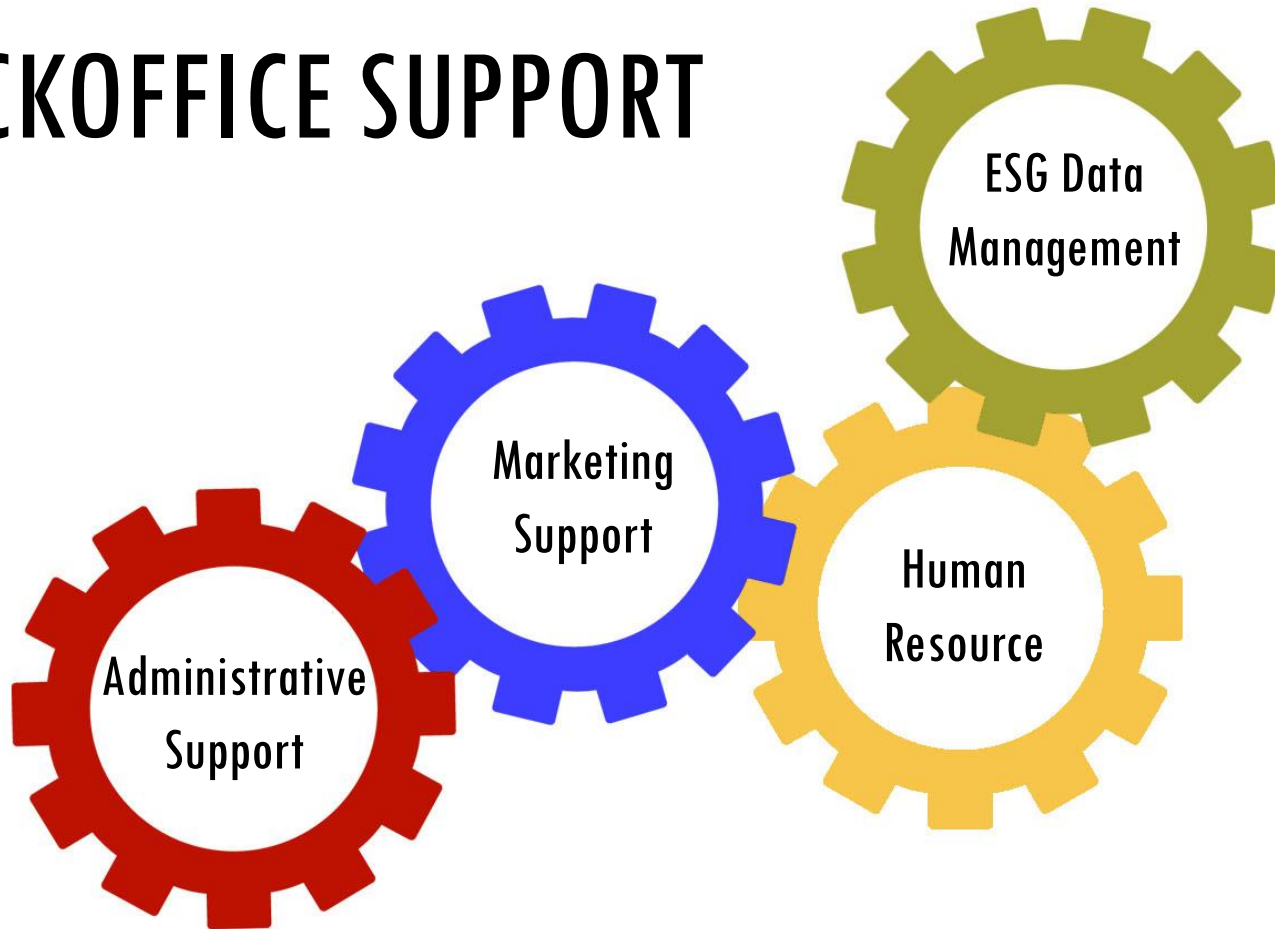 CKOFFICE SUPPORT
ESG Data
Management
Marketing
Support
Human
Resource
Administrative
Support